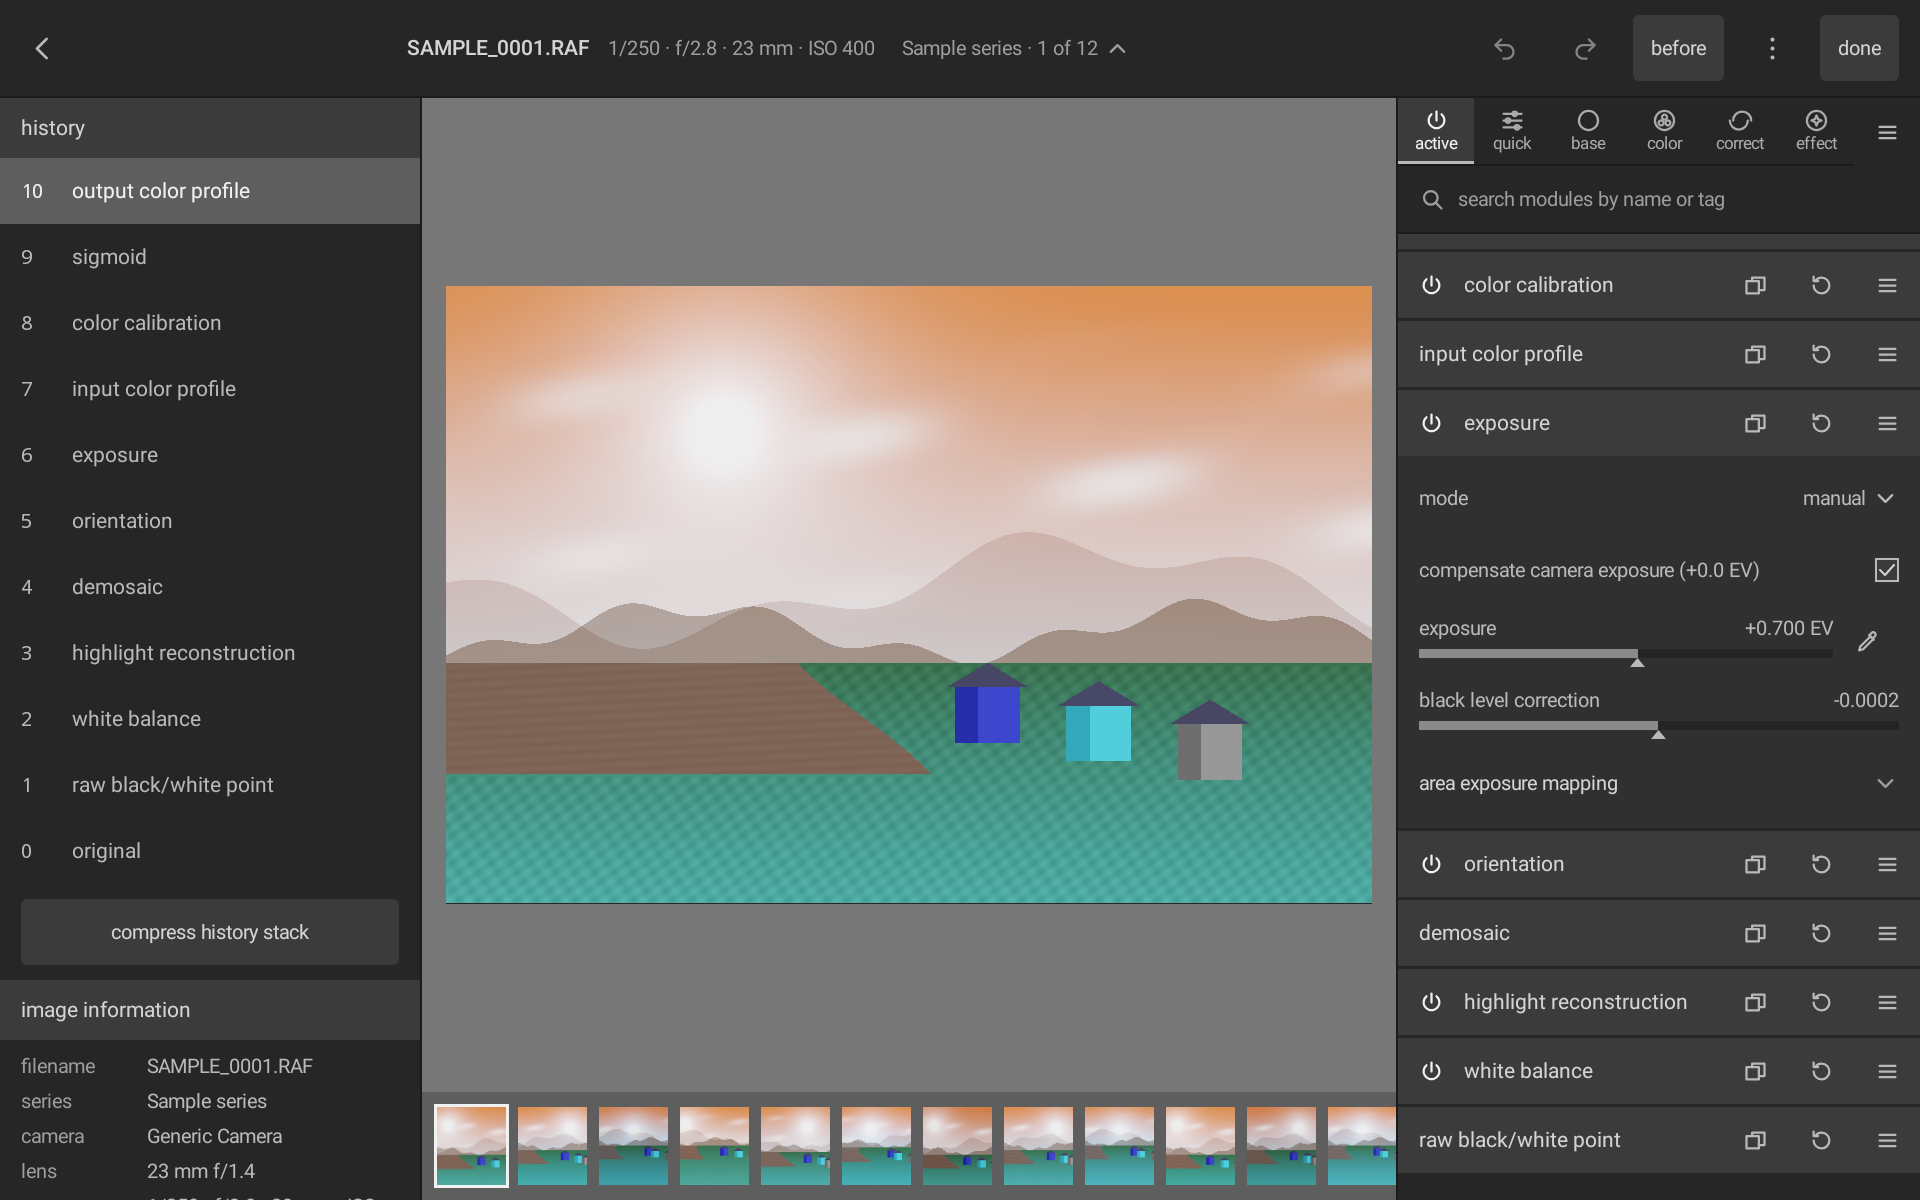 SAMPLE_0001.RAF 1/250 · f/2.8 · 23 mm · ISO 400 Sample series · 1 of 12
before
done
history
10 output color profile
9 sigmoid
8 color calibration
7 input color profile
6 exposure
5 orientation
4 demosaic
3 highlight reconstruction
2 white balance
1 raw black/white point
0 original
compress history stack
image information
filename SAMPLE_0001.RAF
series Sample series
camera Generic Camera
lens 23 mm f/1.4
active quick base color correct effect
search modules by name or tag
color calibration
input color profile
exposure
mode manual
compensate camera exposure (+0.0 EV)
exposure +0.700 EV
black level correction -0.0002
area exposure mapping
orientation
demosaic
highlight reconstruction
white balance
raw black/white point